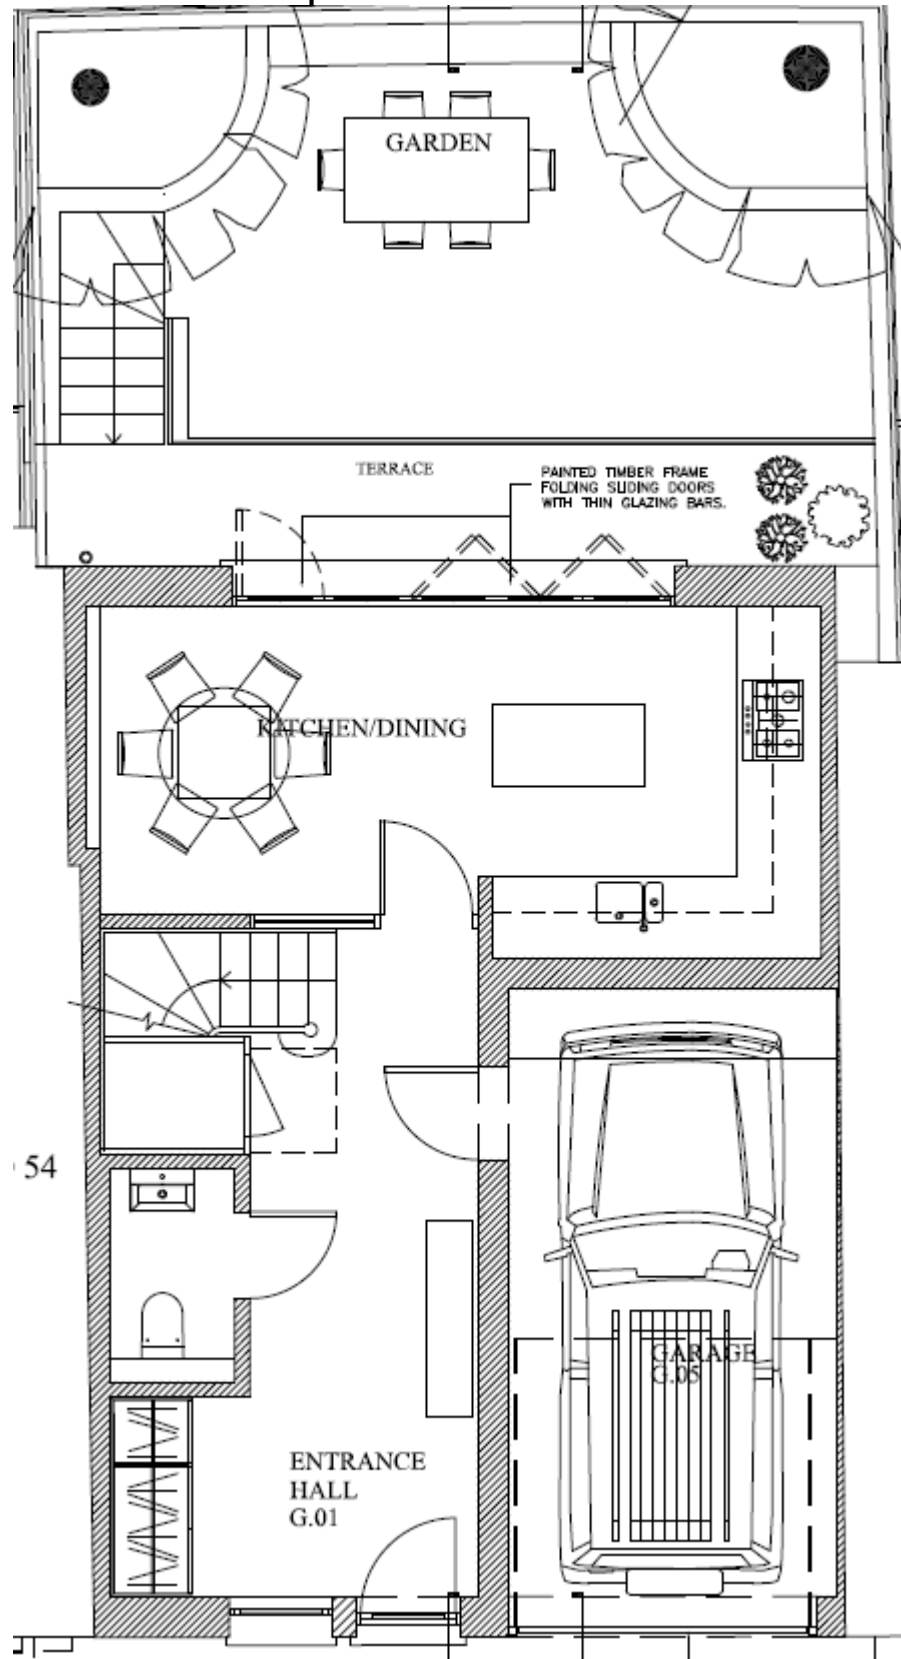 GARDEN
TERRACE
PAINTED TIMBER FRAME
FOLDING SLIDING DOORS
WITH THIN GLAZING BARS.
KITCHEN/DINING
54
GARAGE
G.05
ENTRANCE
HALL
G.01